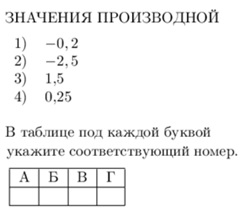 ЗНАЧЕНИЯ ПРОИЗВОДНОЙ
1) −0, 2
2) −2, 5
3) 1,5
4) 0,25
В таблице под каждой буквой
укажите соответствующий номер.
А Б В Г